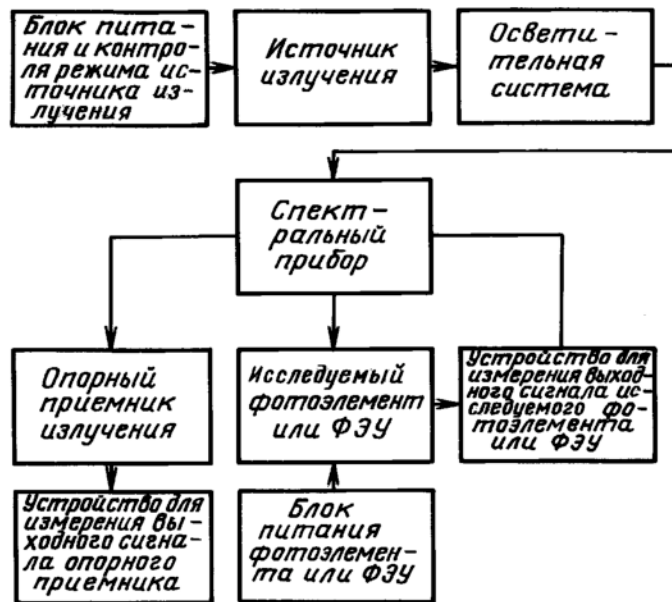 Блок пита-
ния и контро-
ля режима ис-
точника из-
лучения
Источник
излучения
Освети-
тельная
система
Спект-
ральный
прибор
Опорный
приемник
излучения
Исследуемый
фотоэлемент
или ФЭУ
Устройство для
измерения выход-
ного сигнала ис-
следуемого фо-
тоэлемента
или ФЭУ
Устройство для
измерения вы-
ходного сигна-
ла опорного
приемника
Блок
питания
фотоэлемен-
та или ФЭУ